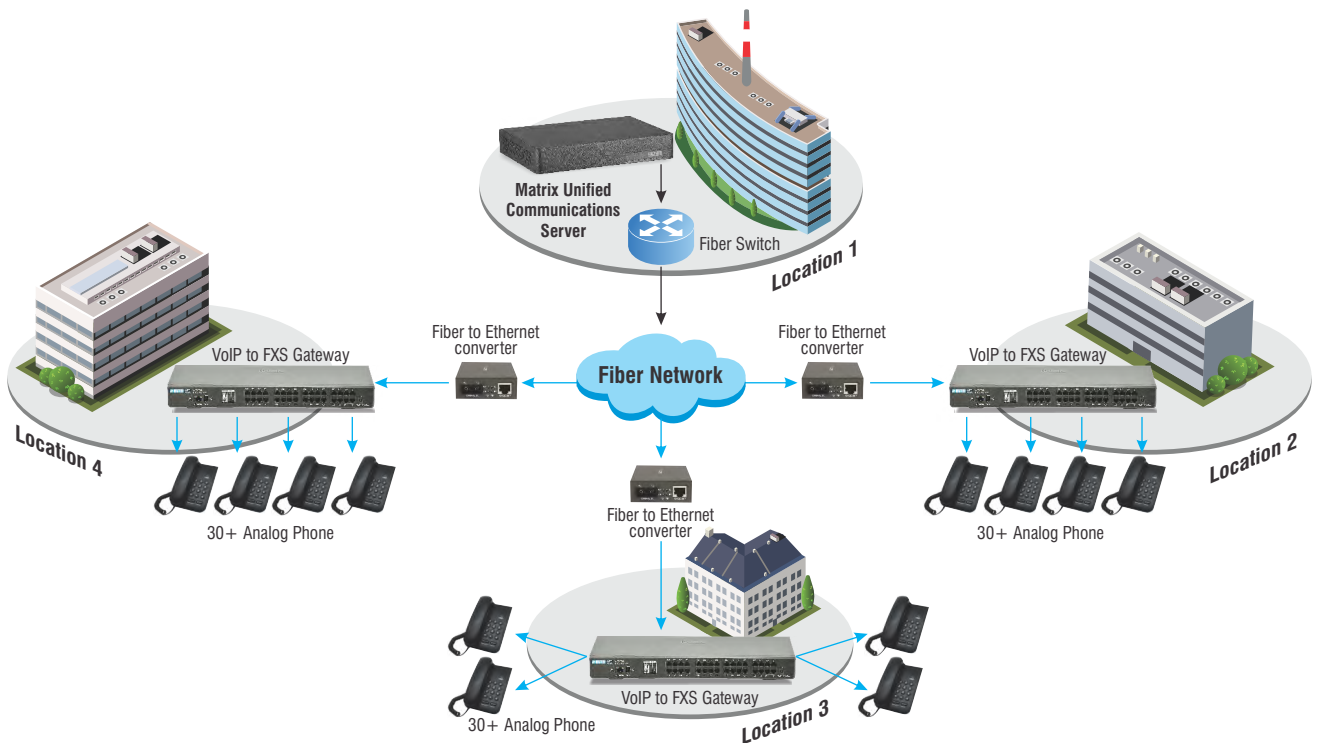 Matrix Unified
Communications
Server
Fiber Switch
Location 1
Fiber to Ethernet
converter
Fiber Network
Fiber to Ethernet
converter
VoIP to FXS Gateway
Location 4
30+ Analog Phone
VoIP to FXS Gateway
Location 2
30+ Analog Phone
Fiber to Ethernet
converter
VoIP to FXS Gateway
Location 3
30+ Analog Phone